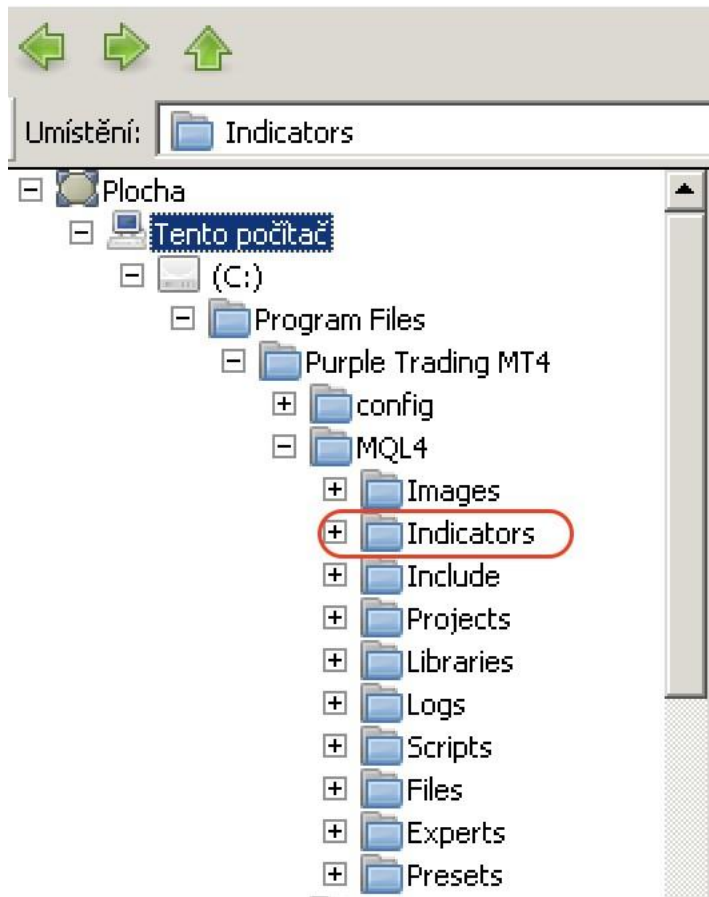 Umístění: Indicators
Plocha
Tento počítač
(C:)
Program Files
Purple Trading MT4
config
MQL4
Images
Indicators
Include
Projects
Libraries
Logs
Scripts
Files
Experts
Presets